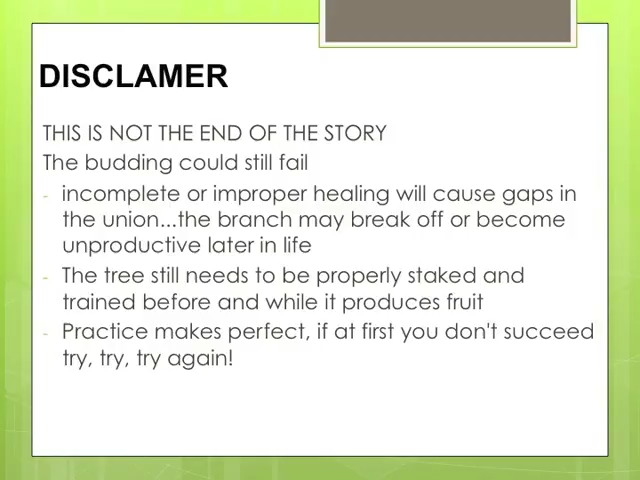 DISCLAMER
THIS IS NOT THE END OF THE STORY
The budding could still fail
- incomplete or improper healing will cause gaps in
the union...the branch may break off or become
unproductive later in life
- The tree still needs to be properly staked and
trained before and while it produces fruit
- Practice makes perfect, if at first you don't succeed
try, try, try again!